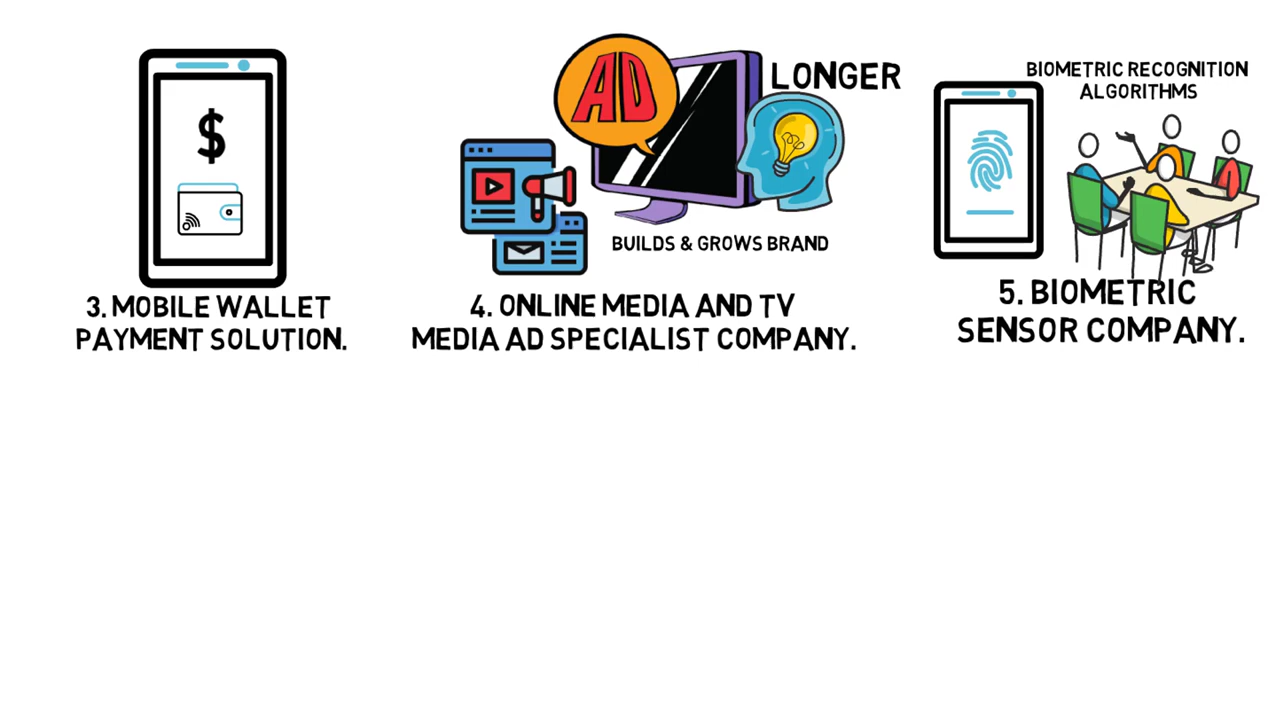 $
3. MOBILE WALLET
PAYMENT SOLUTION.
AD
LONGER
BUILDS & GROWS BRAND
4. ONLINE MEDIA AND TV
MEDIA AD SPECIALIST COMPANY.
BIOMETRIC RECOGNITION
ALGORITHMS
5. BIOMETRIC
SENSOR COMPANY.